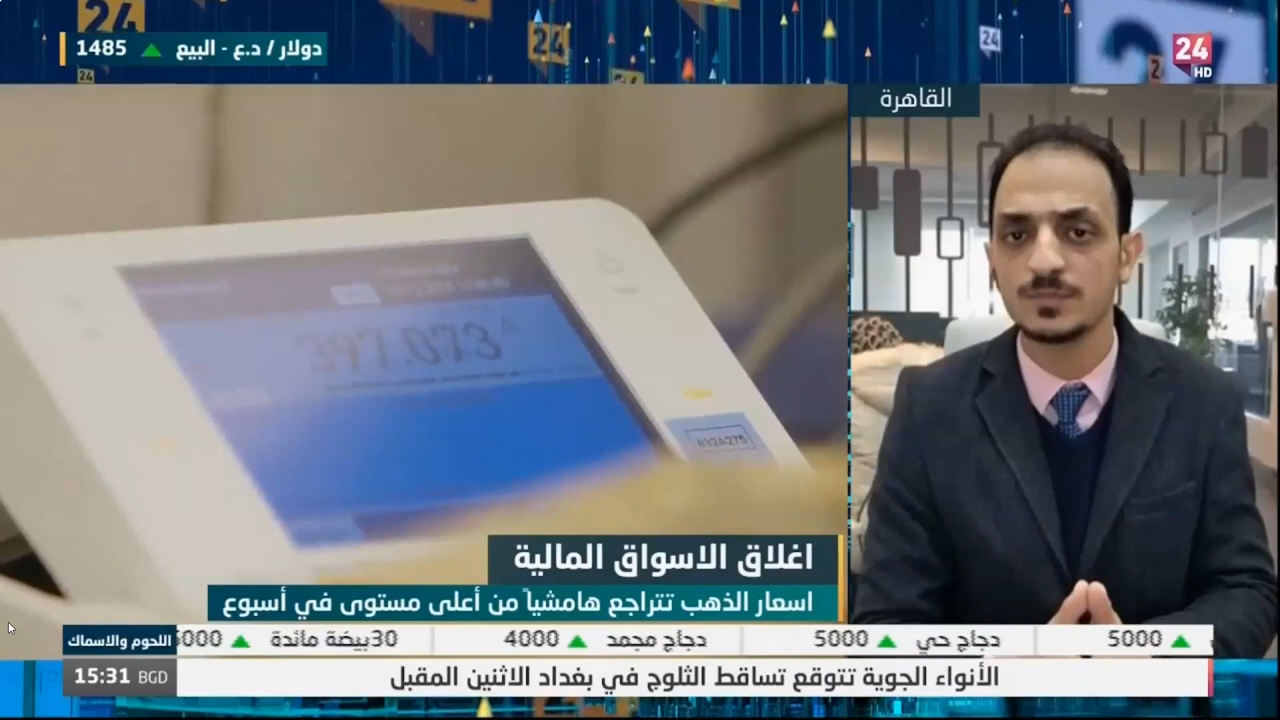 دولار / د.ع - البيع 1485
24
HD
القاهرة
397.073
632A275
اغلاق الاسواق المالية
اسعار الذهب تتراجع هامشياً من أعلى مستوى في أسبوع
اللحوم والاسماك
5000 دجاج حي 5000 دجاج مجمد 4000 30بيضة مائدة
الأنواء الجوية تتوقع تساقط الثلوج في بغداد الاثنين المقبل
15:31 BGD